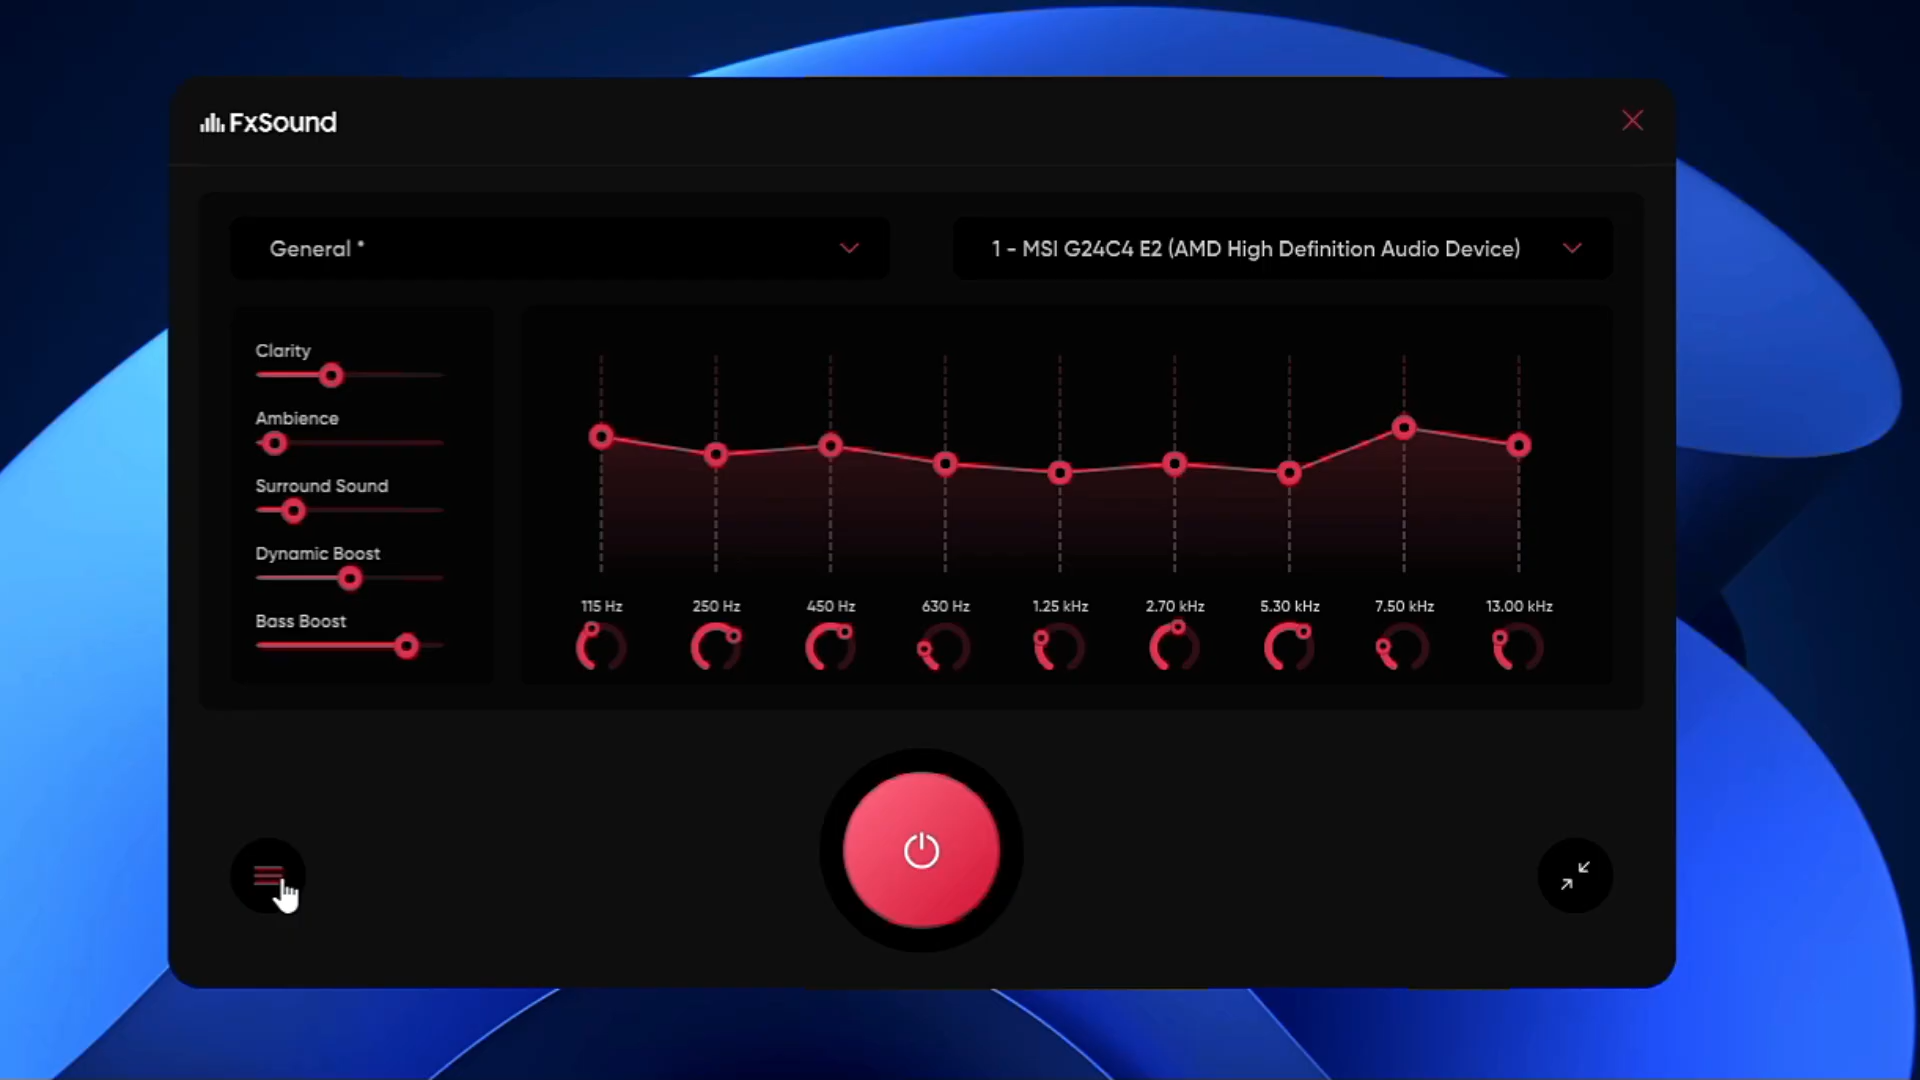 FxSound
General *
1 - MSI G24C4 E2 (AMD High Definition Audio Device)
Clarity
Ambience
Surround Sound
Dynamic Boost
Bass Boost
115 Hz 250 Hz 450 Hz 630 Hz 1.25 kHz 2.70 kHz 5.30 kHz 7.50 kHz 13.00 kHz